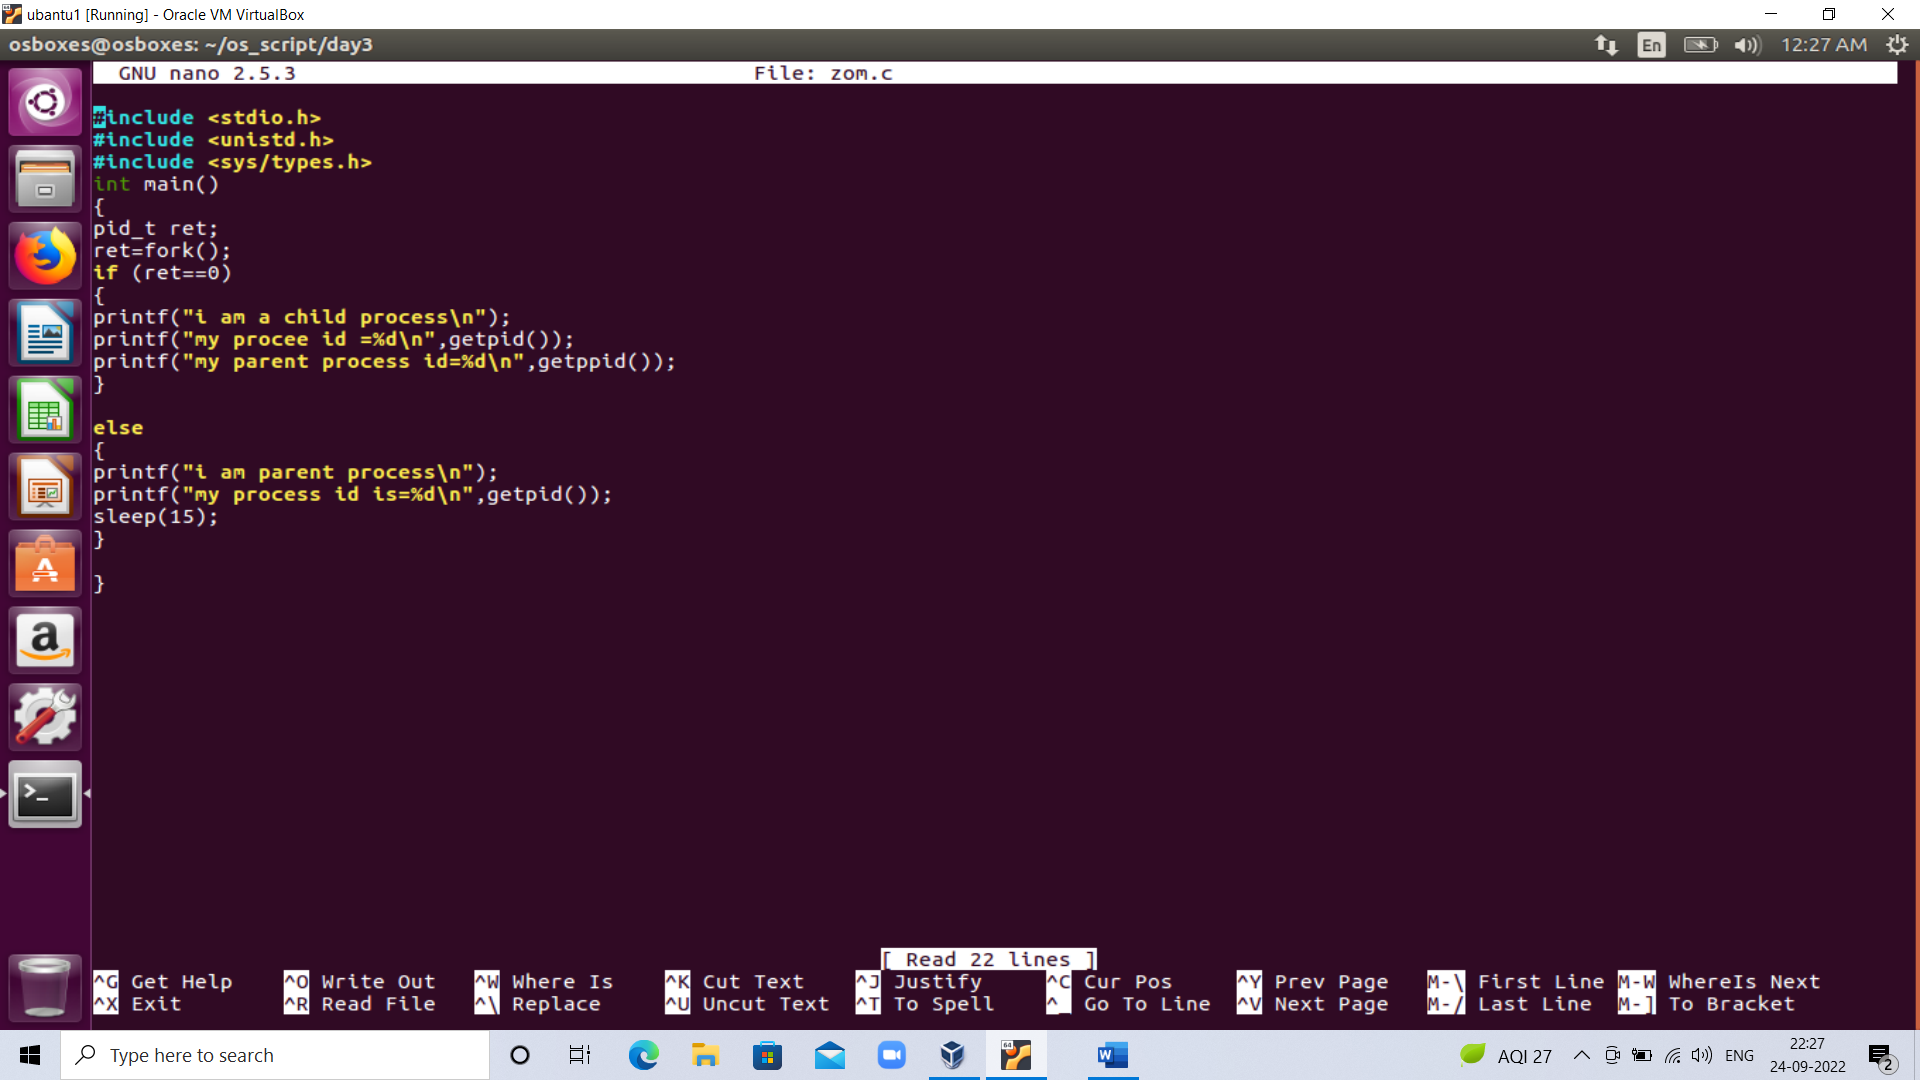 ubantu1 [Running] - Oracle VM VirtualBox
osboxes@osboxes: ~/os_script/day3
En
12:27 AM
GNU nano 2.5.3 File: zom.c
#include <stdio.h>
#include <unistd.h>
#include <sys/types.h>
int main()
{
pid_t ret;
ret=fork();
if (ret==0)
{
printf("i am a child process\n");
printf("my procee id =%d\n",getpid());
printf("my parent process id=%d\n",getppid());
}
else
{
printf("i am parent process\n");
printf("my process id is=%d\n",getpid());
sleep(15);
}
}
[ Read 22 lines ]
^G Get Help ^O Write Out ^W Where Is ^K Cut Text ^J Justify ^C Cur Pos ^Y Prev Page M-\ First Line M-W WhereIs Next
^X Exit ^R Read File ^\ Replace ^U Uncut Text ^T To Spell ^_ Go To Line ^V Next Page M-/ Last Line M-] To Bracket
Type here to search
AQI 27
ENG
22:27
24-09-2022
2